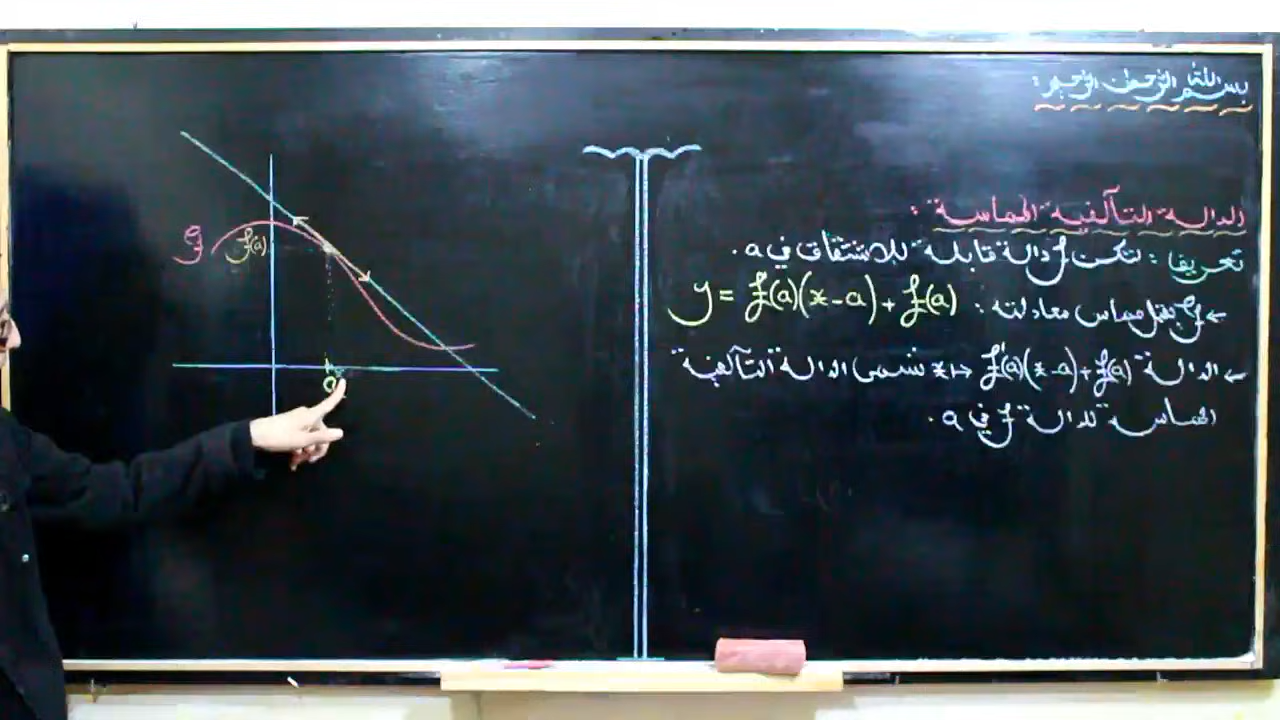 بسم الله الرحمن الرحيم :
الدالة التآلفية المماسة :
تعريف : لتكن f دالة قابلة للاشتقاق في a .
← يقبل مماس معادلته : y = f'(a)(x-a)+f(a)
← الدالة x ↦ f'(a)(x-a)+f(a) تسمى الدالة التآلفية
المماسة للدالة f في a .
f(a)
a